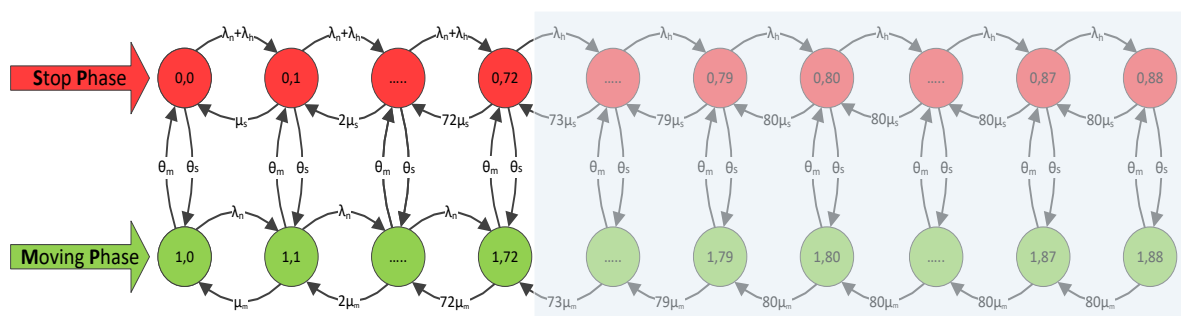 λn+λh λn+λh λn+λh λh λh λh λh λh λh
Stop Phase 0,0 0,1 ..... 0,72 ..... 0,79 0,80 ..... 0,87 0,88
μs 2μs 72μs 73μs 79μs 80μs 80μs 80μs 80μs
θm θs θm θs θm θs θm θs θm θs θm θs θm θs θm θs θm θs θm θs
λn λn λn
Moving Phase 1,0 1,1 ..... 1,72 ..... 1,79 1,80 ..... 1,87 1,88
μm 2μm 72μm 73μm 79μm 80μm 80μm 80μm 80μm